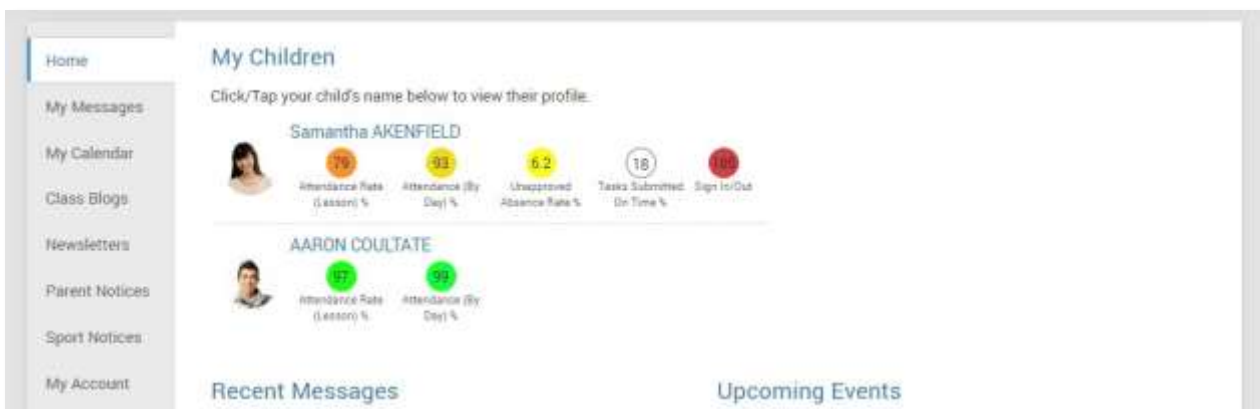 Home
My Messages
My Calendar
Class Blogs
Newsletters
Parent Notices
Sport Notices
My Account
My Children
Click/Tap your child's name below to view their profile.
Samantha AKENFIELD
79 93 6.2 18
Attendance Rate Attendance (By Unapproved Tasks Submitted Sign In/Out
(Lesson) % Day) % Absence Rate % On Time %
AARON COULTATE
97 99
Attendance Rate Attendance (By
(Lesson) % Day) %
Recent Messages
Upcoming Events